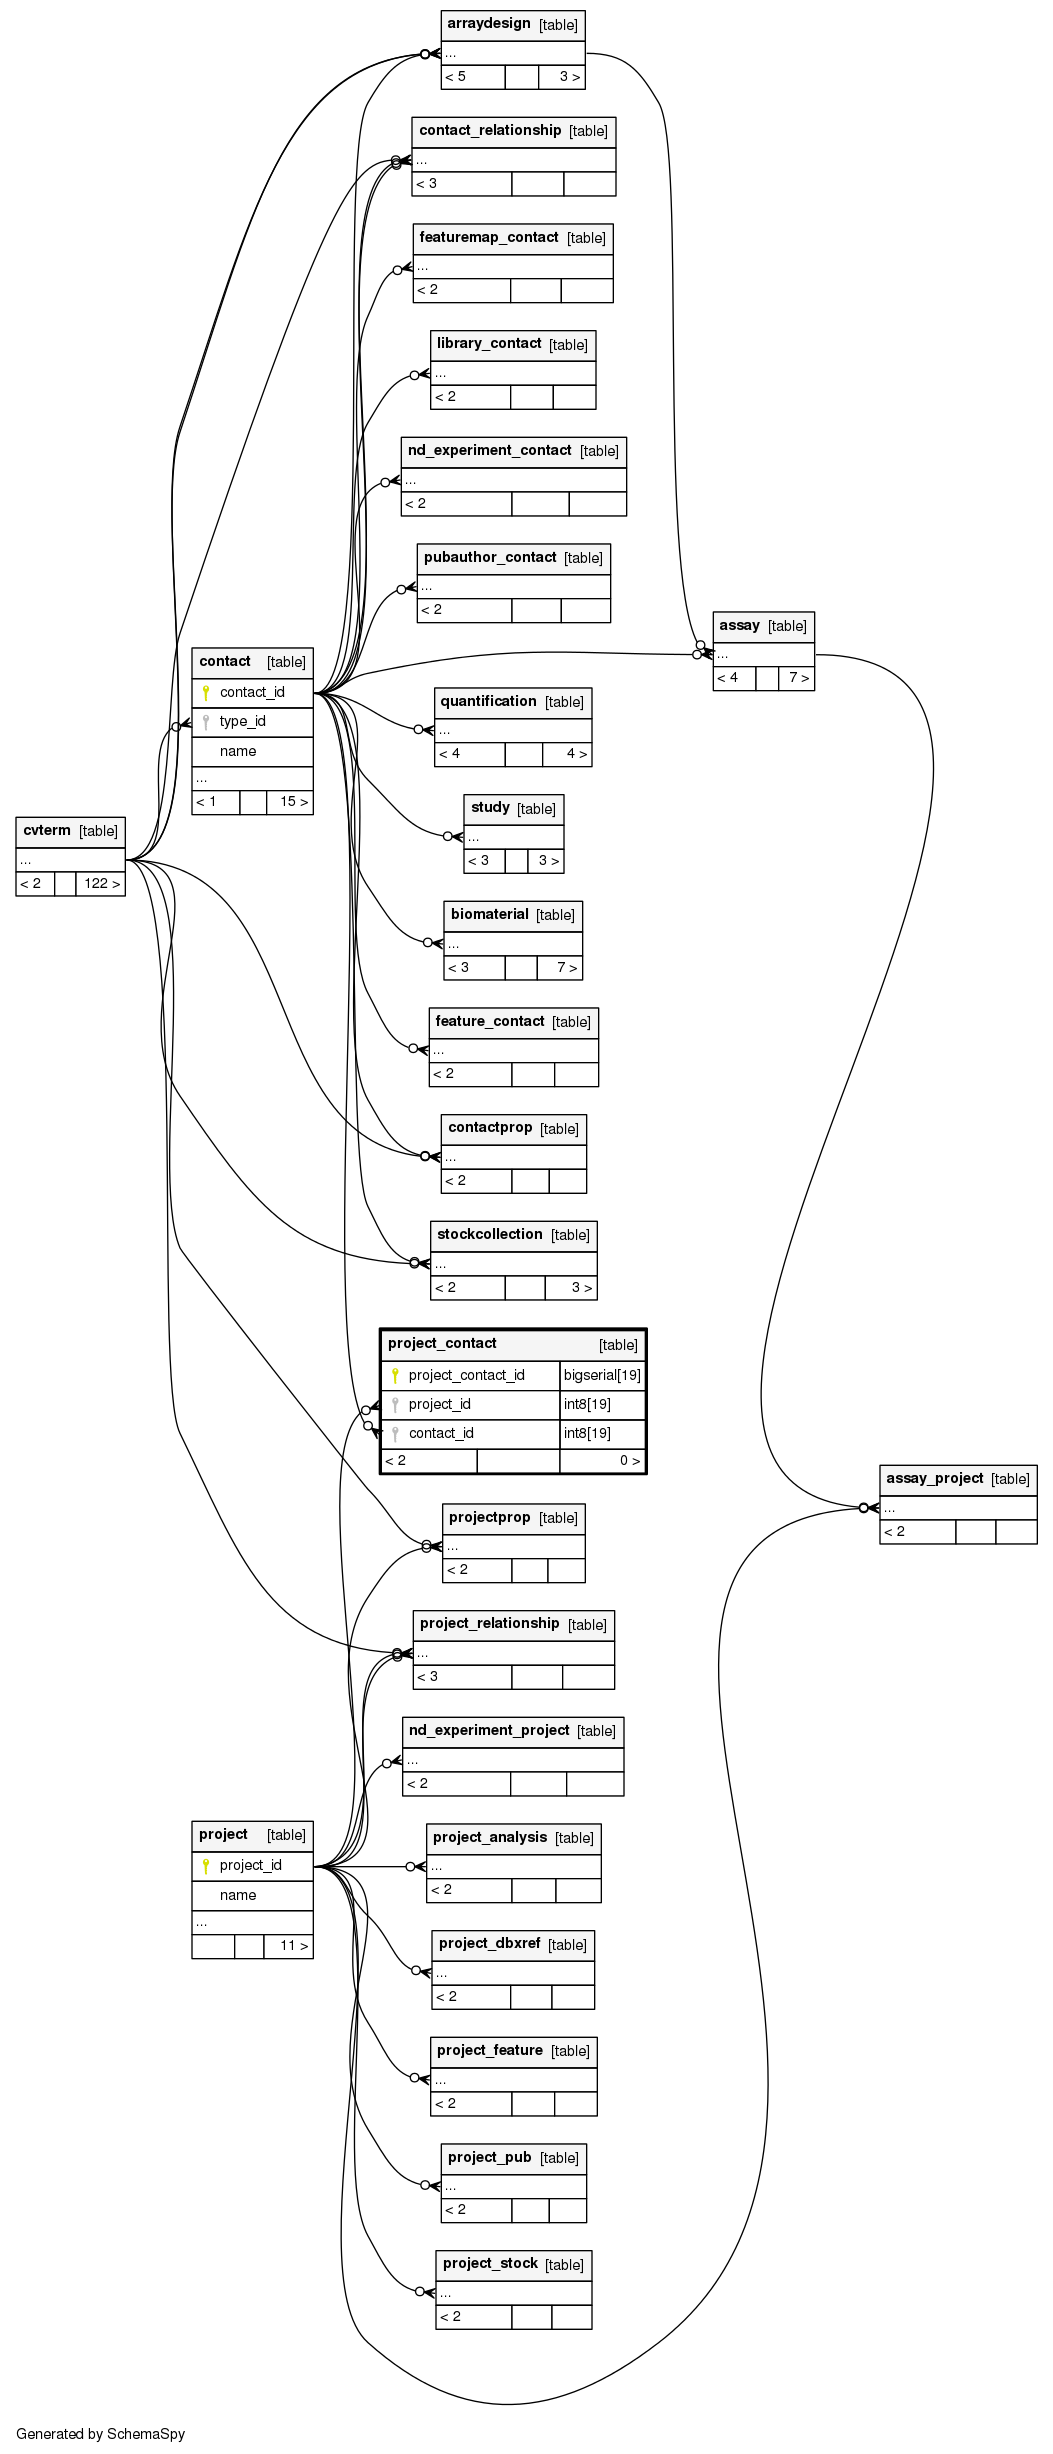 arraydesign [table]
...
< 5 3 >
contact_relationship [table]
...
< 3
featuremap_contact [table]
...
< 2
library_contact [table]
...
< 2
nd_experiment_contact [table]
...
< 2
pubauthor_contact [table]
...
< 2
assay [table]
...
< 4 7 >
contact [table]
contact_id
type_id
name
...
< 1 15 >
quantification [table]
...
< 4 4 >
study [table]
...
< 3 3 >
cvterm [table]
...
< 2 122 >
biomaterial [table]
...
< 3 7 >
feature_contact [table]
...
< 2
contactprop [table]
...
< 2
stockcollection [table]
...
< 2 3 >
project_contact [table]
project_contact_id bigserial[19]
project_id int8[19]
contact_id int8[19]
< 2 0 >
assay_project [table]
...
< 2
projectprop [table]
...
< 2
project_relationship [table]
...
< 3
nd_experiment_project [table]
...
< 2
project [table]
project_id
name
...
11 >
project_analysis [table]
...
< 2
project_dbxref [table]
...
< 2
project_feature [table]
...
< 2
project_pub [table]
...
< 2
project_stock [table]
...
< 2
Generated by SchemaSpy